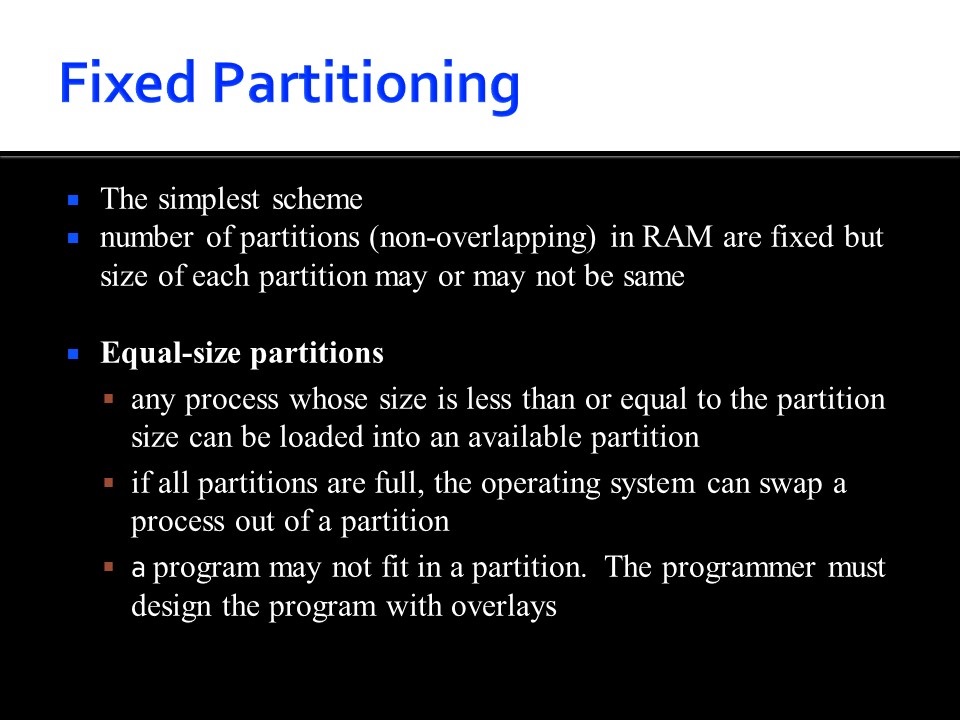 Fixed Partitioning
The simplest scheme
number of partitions (non-overlapping) in RAM are fixed but
size of each partition may or may not be same
Equal-size partitions
any process whose size is less than or equal to the partition
size can be loaded into an available partition
if all partitions are full, the operating system can swap a
process out of a partition
a program may not fit in a partition.  The programmer must
design the program with overlays